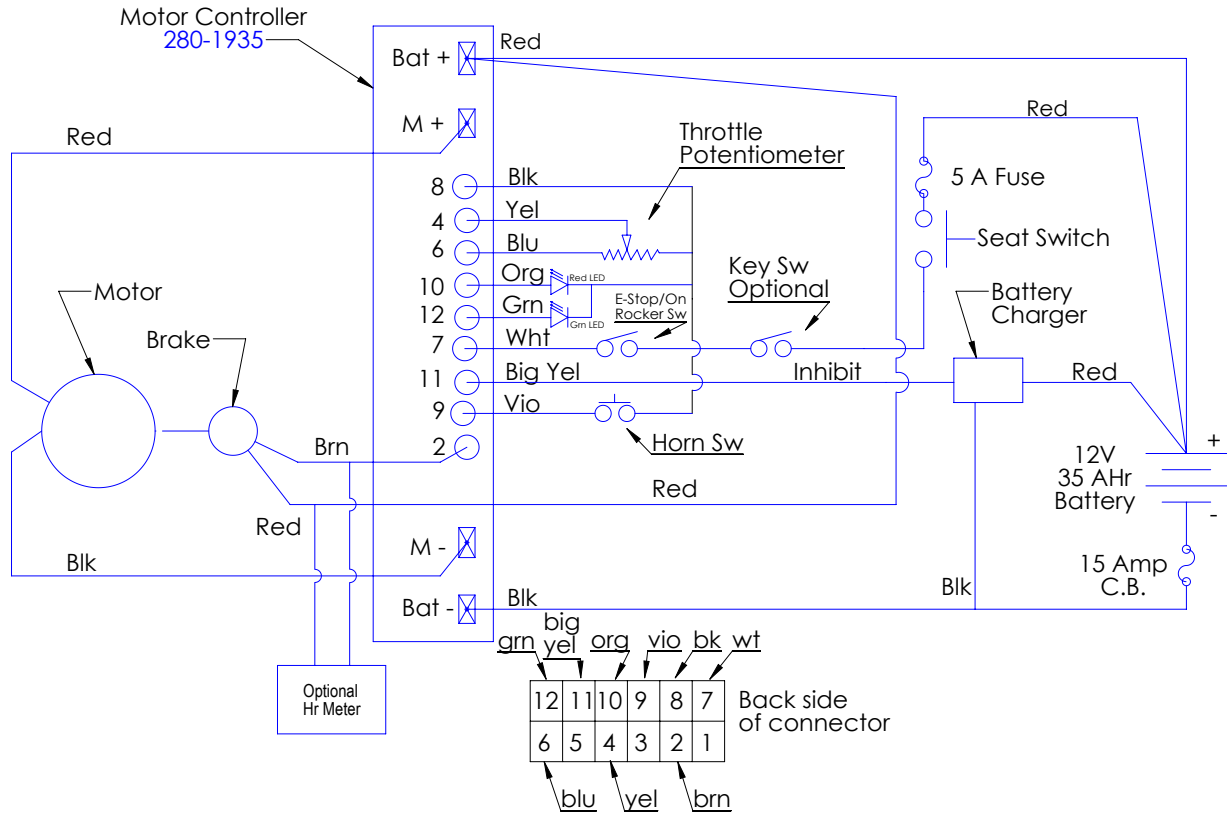 Motor Controller
280-1935
Bat +
Red
M +
Red
Throttle
Potentiometer
Red
5 A Fuse
Seat Switch
8
Blk
4
Yel
6
Blu
10
Org
Red LED
12
Grn
Grn LED
7
Wht
E-Stop/On
Rocker Sw
Key Sw
Optional
Battery
Charger
11
Big Yel
Inhibit
Red
9
Vio
Horn Sw
2
Brn
Motor
Brake
Red
Red
12V
35 AHr
Battery
+
-
15 Amp
C.B.
M -
Blk
Bat -
Blk
Blk
Optional
Hr Meter
grn
big
yel
org
vio
bk
wt
12 11 10 9 8 7
6 5 4 3 2 1
Back side
of connector
blu
yel
brn